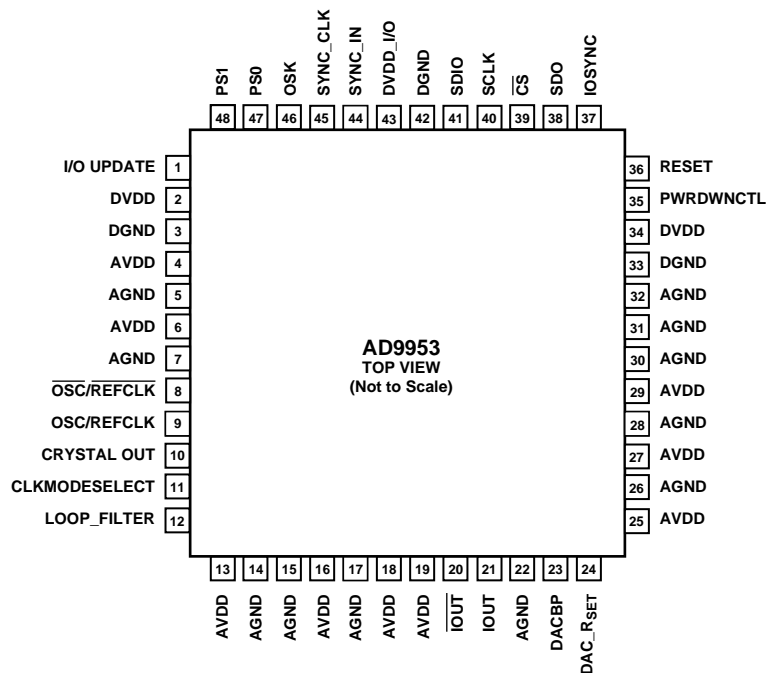 PS1
PS0
OSK
SYNC_CLK
SYNC_IN
DVDD_I/O
DGND
SDIO
SCLK
C̅S̅
SDO
IOSYNC
48 47 46 45 44 43 42 41 40 39 38 37
I/O UPDATE 1
DVDD 2
DGND 3
AVDD 4
AGND 5
AVDD 6
AGND 7
O̅S̅C̅/R̅E̅F̅C̅L̅K̅ 8
OSC/REFCLK 9
CRYSTAL OUT 10
CLKMODESELECT 11
LOOP_FILTER 12
AD9953
TOP VIEW
(Not to Scale)
36 RESET
35 PWRDWNCTL
34 DVDD
33 DGND
32 AGND
31 AGND
30 AGND
29 AVDD
28 AGND
27 AVDD
26 AGND
25 AVDD
13 14 15 16 17 18 19 20 21 22 23 24
AVDD
AGND
AGND
AVDD
AGND
AVDD
AVDD
I̅O̅U̅T̅
IOUT
AGND
DACBP
DAC_RSET